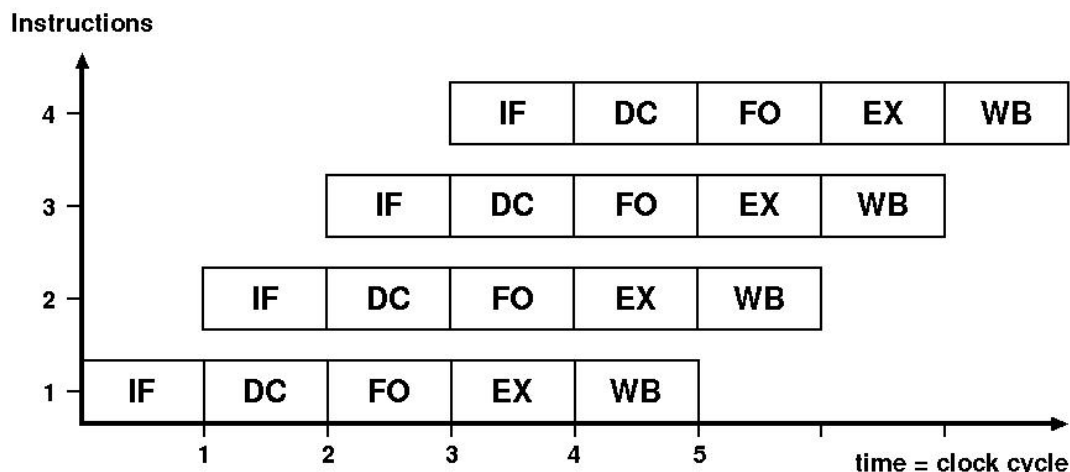 Instructions
4 IF DC FO EX WB
3 IF DC FO EX WB
2 IF DC FO EX WB
1 IF DC FO EX WB
1 2 3 4 5
time = clock cycle